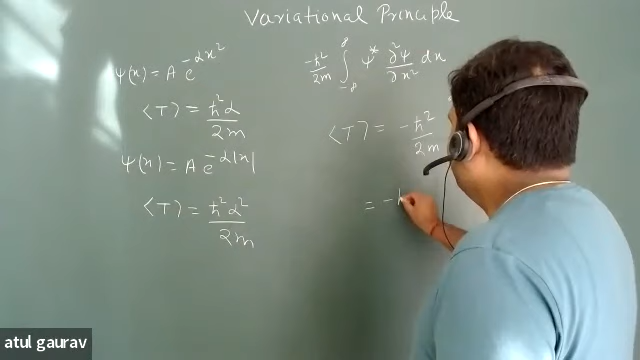 Variational Principle
ψ(x) = A e^{-αx²}
⟨T⟩ = ħ²α / 2m
ψ(x) = A e^{-α|x|}
⟨T⟩ = ħ²α² / 2m
-ħ²/2m ∫_{-∞}^{∞} ψ* ∂²ψ/∂x² dx
⟨T⟩ = -ħ²/2m
= -
atul gaurav